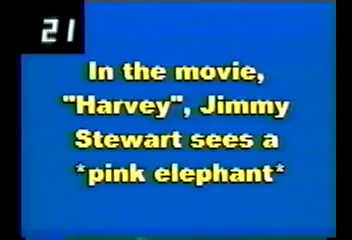 21
In the movie,
"Harvey", Jimmy
Stewart sees a
*pink elephant*